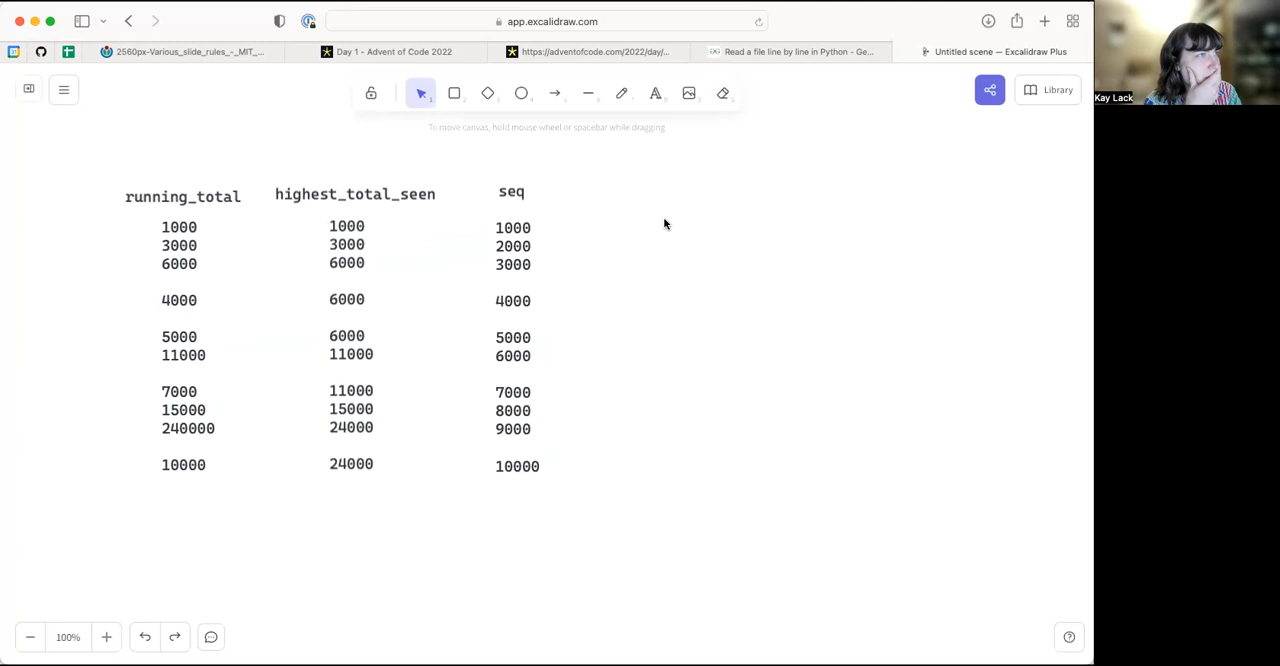 app.excalidraw.com
2560px-Various_slide_rules_-_MIT_...
Day 1 - Advent of Code 2022
https://adventofcode.com/2022/day/...
Read a file line by line in Python - Ge...
Untitled scene — Excalidraw Plus
Library
Kay Lack
To move canvas, hold mouse wheel or spacebar while dragging
running_total highest_total_seen seq
1000 1000 1000
3000 3000 2000
6000 6000 3000
4000 6000 4000
5000 6000 5000
11000 11000 6000
7000 11000 7000
15000 15000 8000
240000 24000 9000
10000 24000 10000
100%